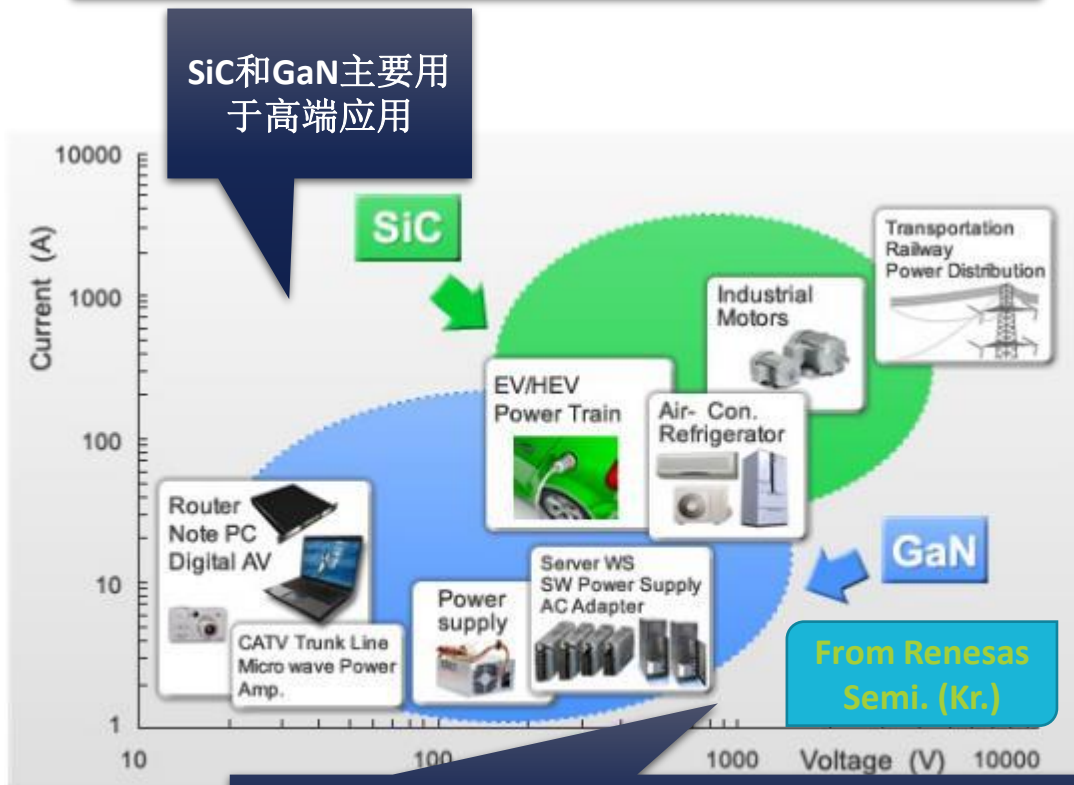 SiC和GaN主要用
于高端应用
10000
1000
100
10
1
Current (A)
SiC
Transportation
Railway
Power Distribution
Industrial
Motors
EV/HEV
Power Train
Air- Con.
Refrigerator
Router
Note PC
Digital AV
GaN
Server WS
SW Power Supply
AC Adapter
Power
supply
CATV Trunk Line
Micro wave Power
Amp.
From Renesas
Semi. (Kr.)
10
100
1000
Voltage (V)
10000